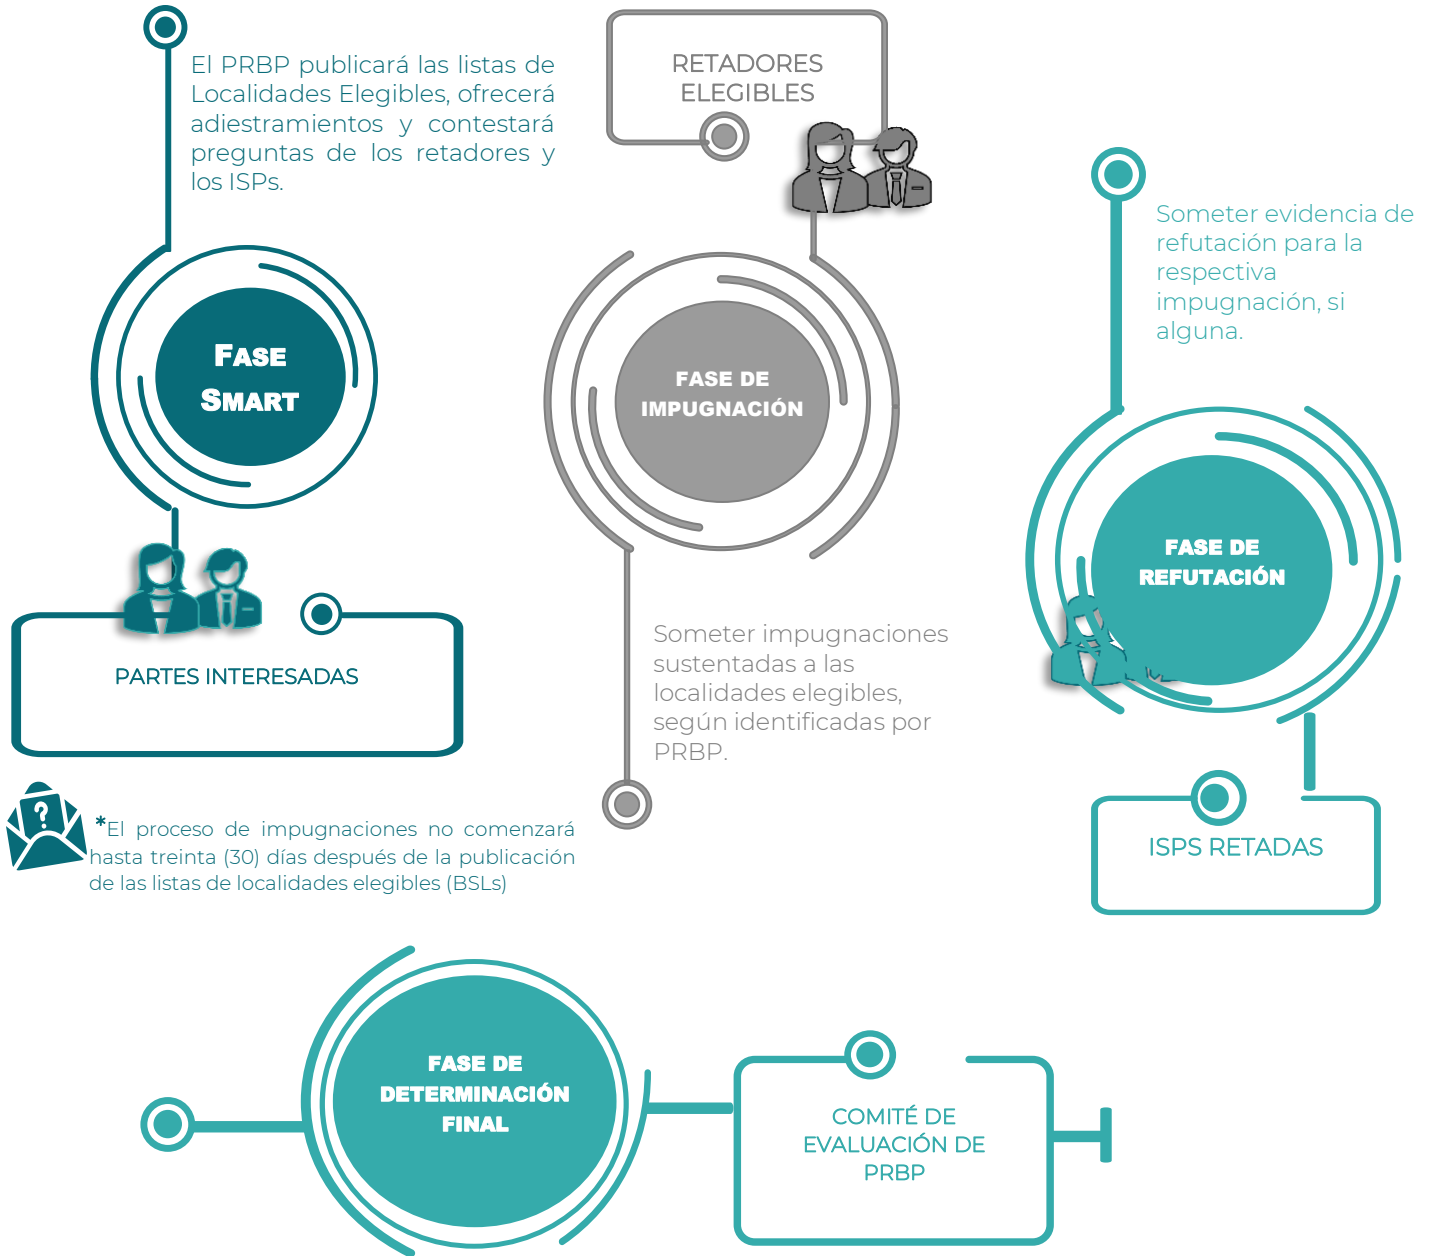 El PRBP publicará las listas de
Localidades Elegibles, ofrecerá
adiestramientos y contestará
preguntas de los retadores y
los ISPs.
FASE
SMART
PARTES INTERESADAS
?
*El proceso de impugnaciones no comenzará
hasta treinta (30) días después de la publicación
de las listas de localidades elegibles (BSLs)
RETADORES
ELEGIBLES
FASE DE
IMPUGNACIÓN
Someter impugnaciones
sustentadas a las
localidades elegibles,
según identificadas por
PRBP.
Someter evidencia de
refutación para la
respectiva
impugnación, si
alguna.
FASE DE
REFUTACIÓN
ISPS RETADAS
FASE DE
DETERMINACIÓN
FINAL
COMITÉ DE
EVALUACIÓN DE
PRBP